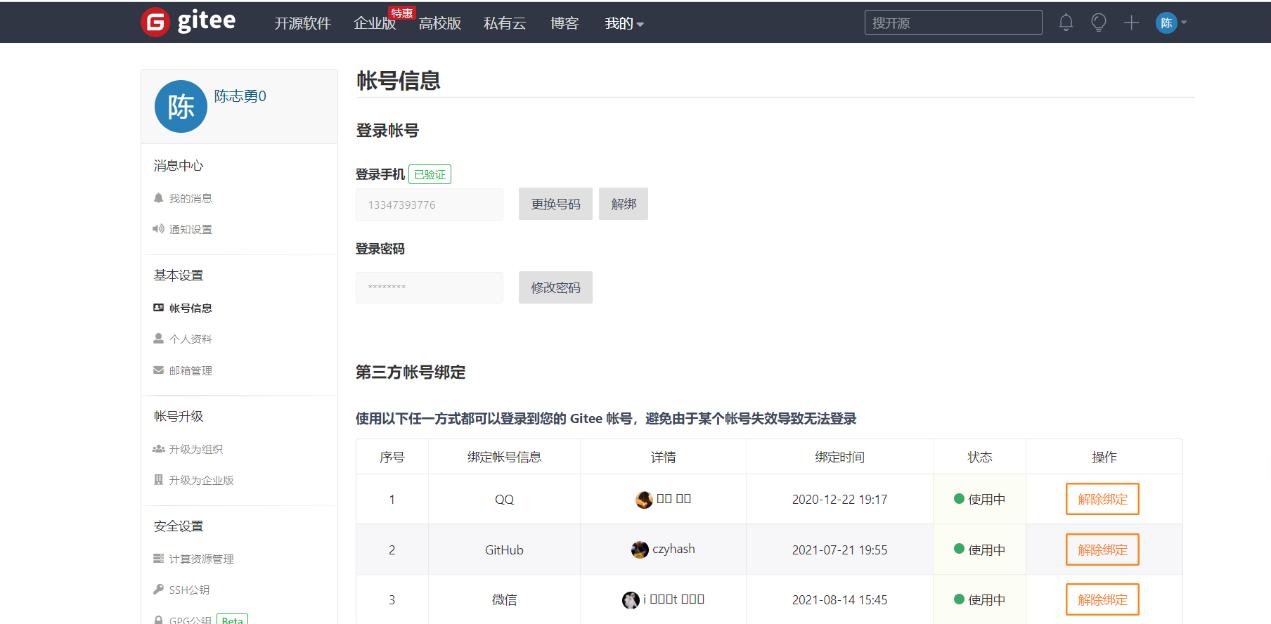 gitee 开源软件 企业版 特惠 高校版 私有云 博客 我的 搜开源 陈
陈 陈志勇0
消息中心
我的消息
通知设置
基本设置
帐号信息
个人资料
邮箱管理
帐号升级
升级为组织
升级为企业版
安全设置
计算资源管理
SSH公钥
GPG公钥 Beta
帐号信息
登录帐号
登录手机 已验证
13347393776 更换号码 解绑
登录密码
******** 修改密码
第三方帐号绑定
使用以下任一方式都可以登录到您的 Gitee 帐号，避免由于某个帐号失效导致无法登录
序号 绑定帐号信息 详情 绑定时间 状态 操作
1 QQ 2020-12-22 19:17 使用中 解除绑定
2 GitHub czyhash 2021-07-21 19:55 使用中 解除绑定
3 微信 i t 2021-08-14 15:45 使用中 解除绑定